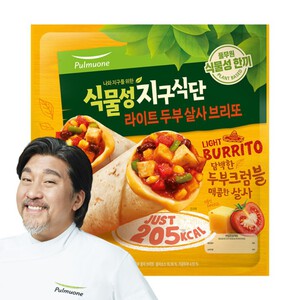 Pulmuone
나와 지구를 위한
식물성 지구식단
풀무원
식물성 한끼
PLANT BASED
라이트 두부 살사 브리또
LIGHT
BURRITO
담백한
두부크럼블
매콤한 살사
JUST
205KCAL
Pulmuone